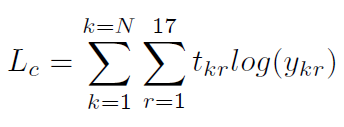 L_c = \sum_{k=1}^{k=N} \sum_{r=1}^{17} t_{kr} log(y_{kr})